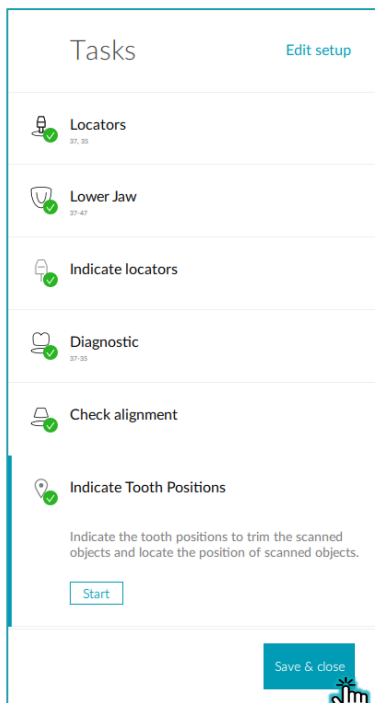 Tasks
Edit setup
Locators
37, 35
Lower Jaw
37-47
Indicate locators
Diagnostic
37-35
Check alignment
Indicate Tooth Positions
Indicate the tooth positions to trim the scanned
objects and locate the position of scanned objects.
Start
Save & close